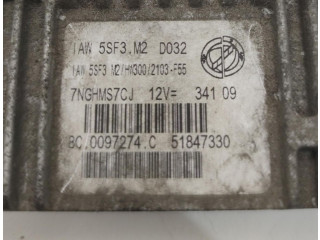 IAW 5SF3.M2 D032
IAW 5SF3 M2/HW300/2103-F55
7NGHMS7CJ 12V= 341 09
8C.0097274.C 51847330